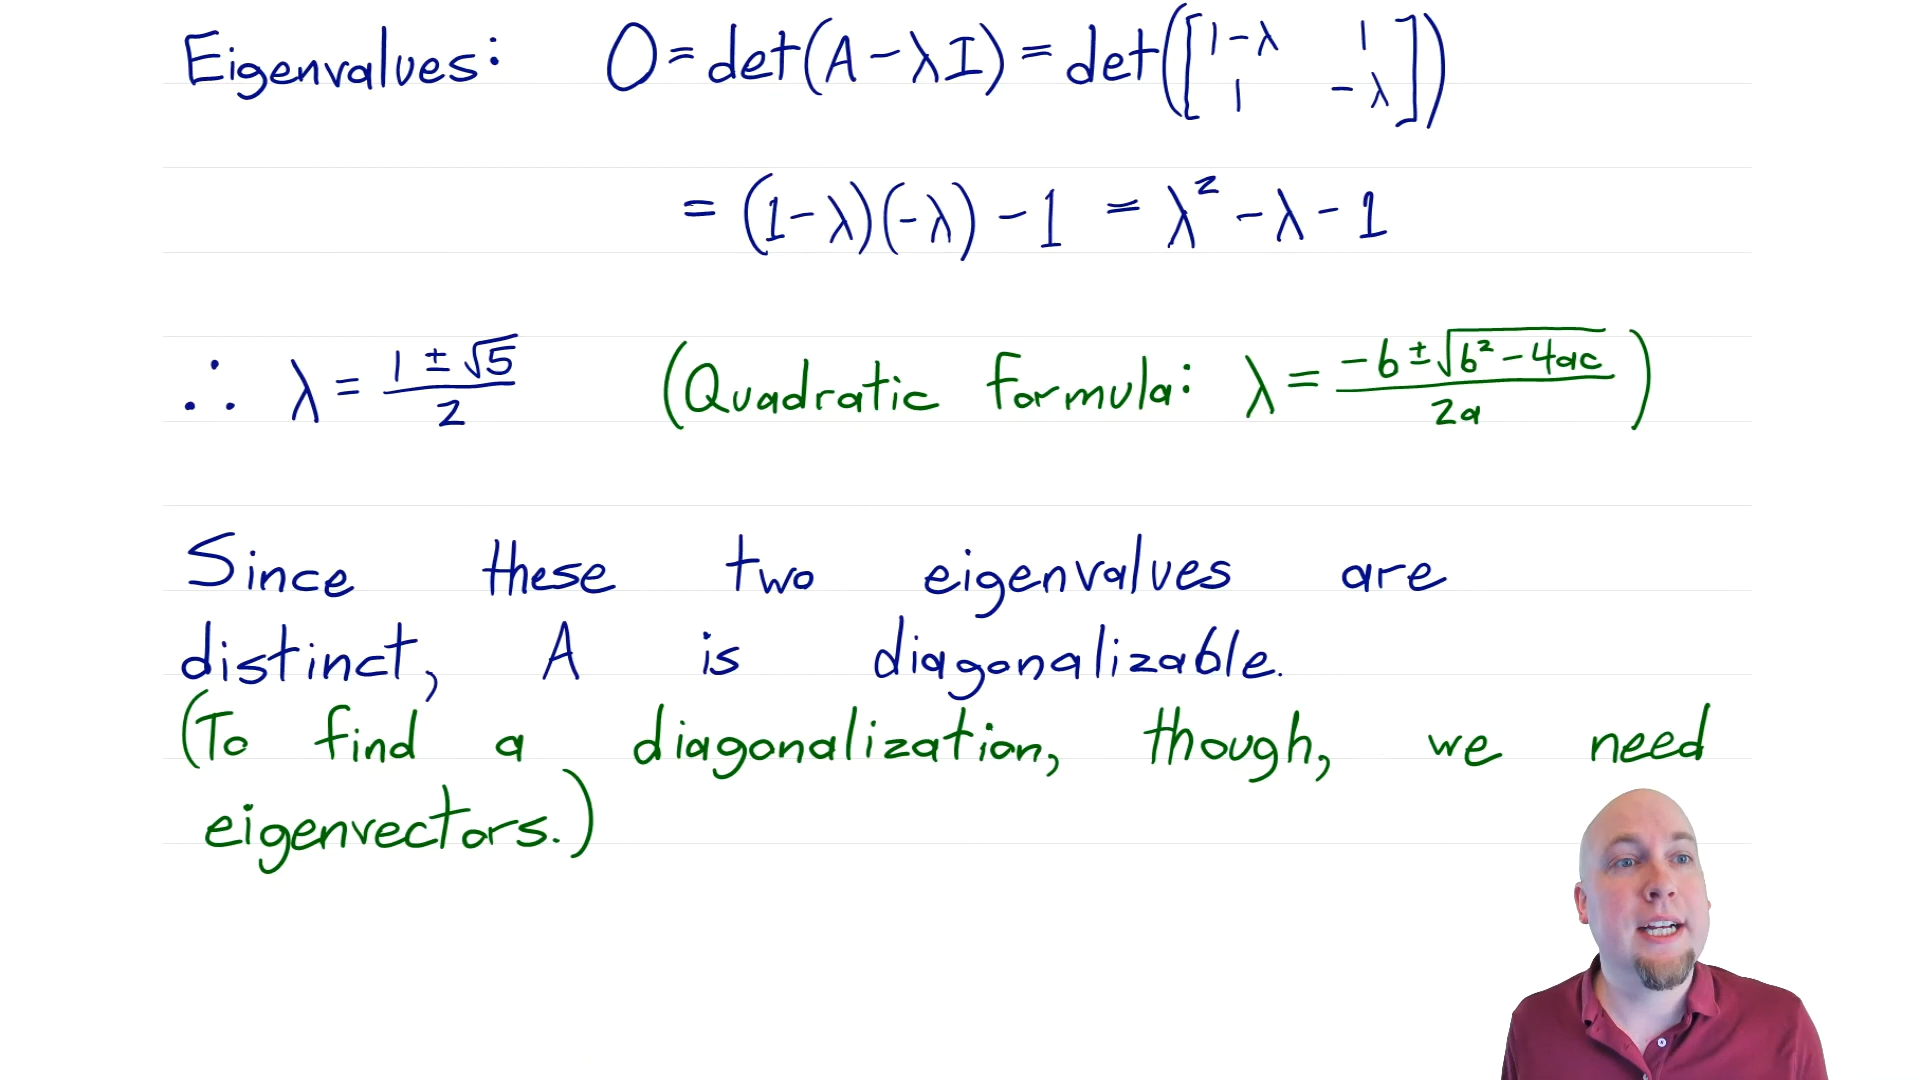 Eigenvalues: 0 = det(A - λI) = det([1-λ 1; 1 -λ])
= (1-λ)(-λ) - 1 = λ² - λ - 1
∴ λ = (1 ± √5)/2 (Quadratic formula: λ = (-b ± √(b² - 4ac))/(2a))
Since these two eigenvalues are
distinct, A is diagonalizable.
(To find a diagonalization, though, we need
eigenvectors.)